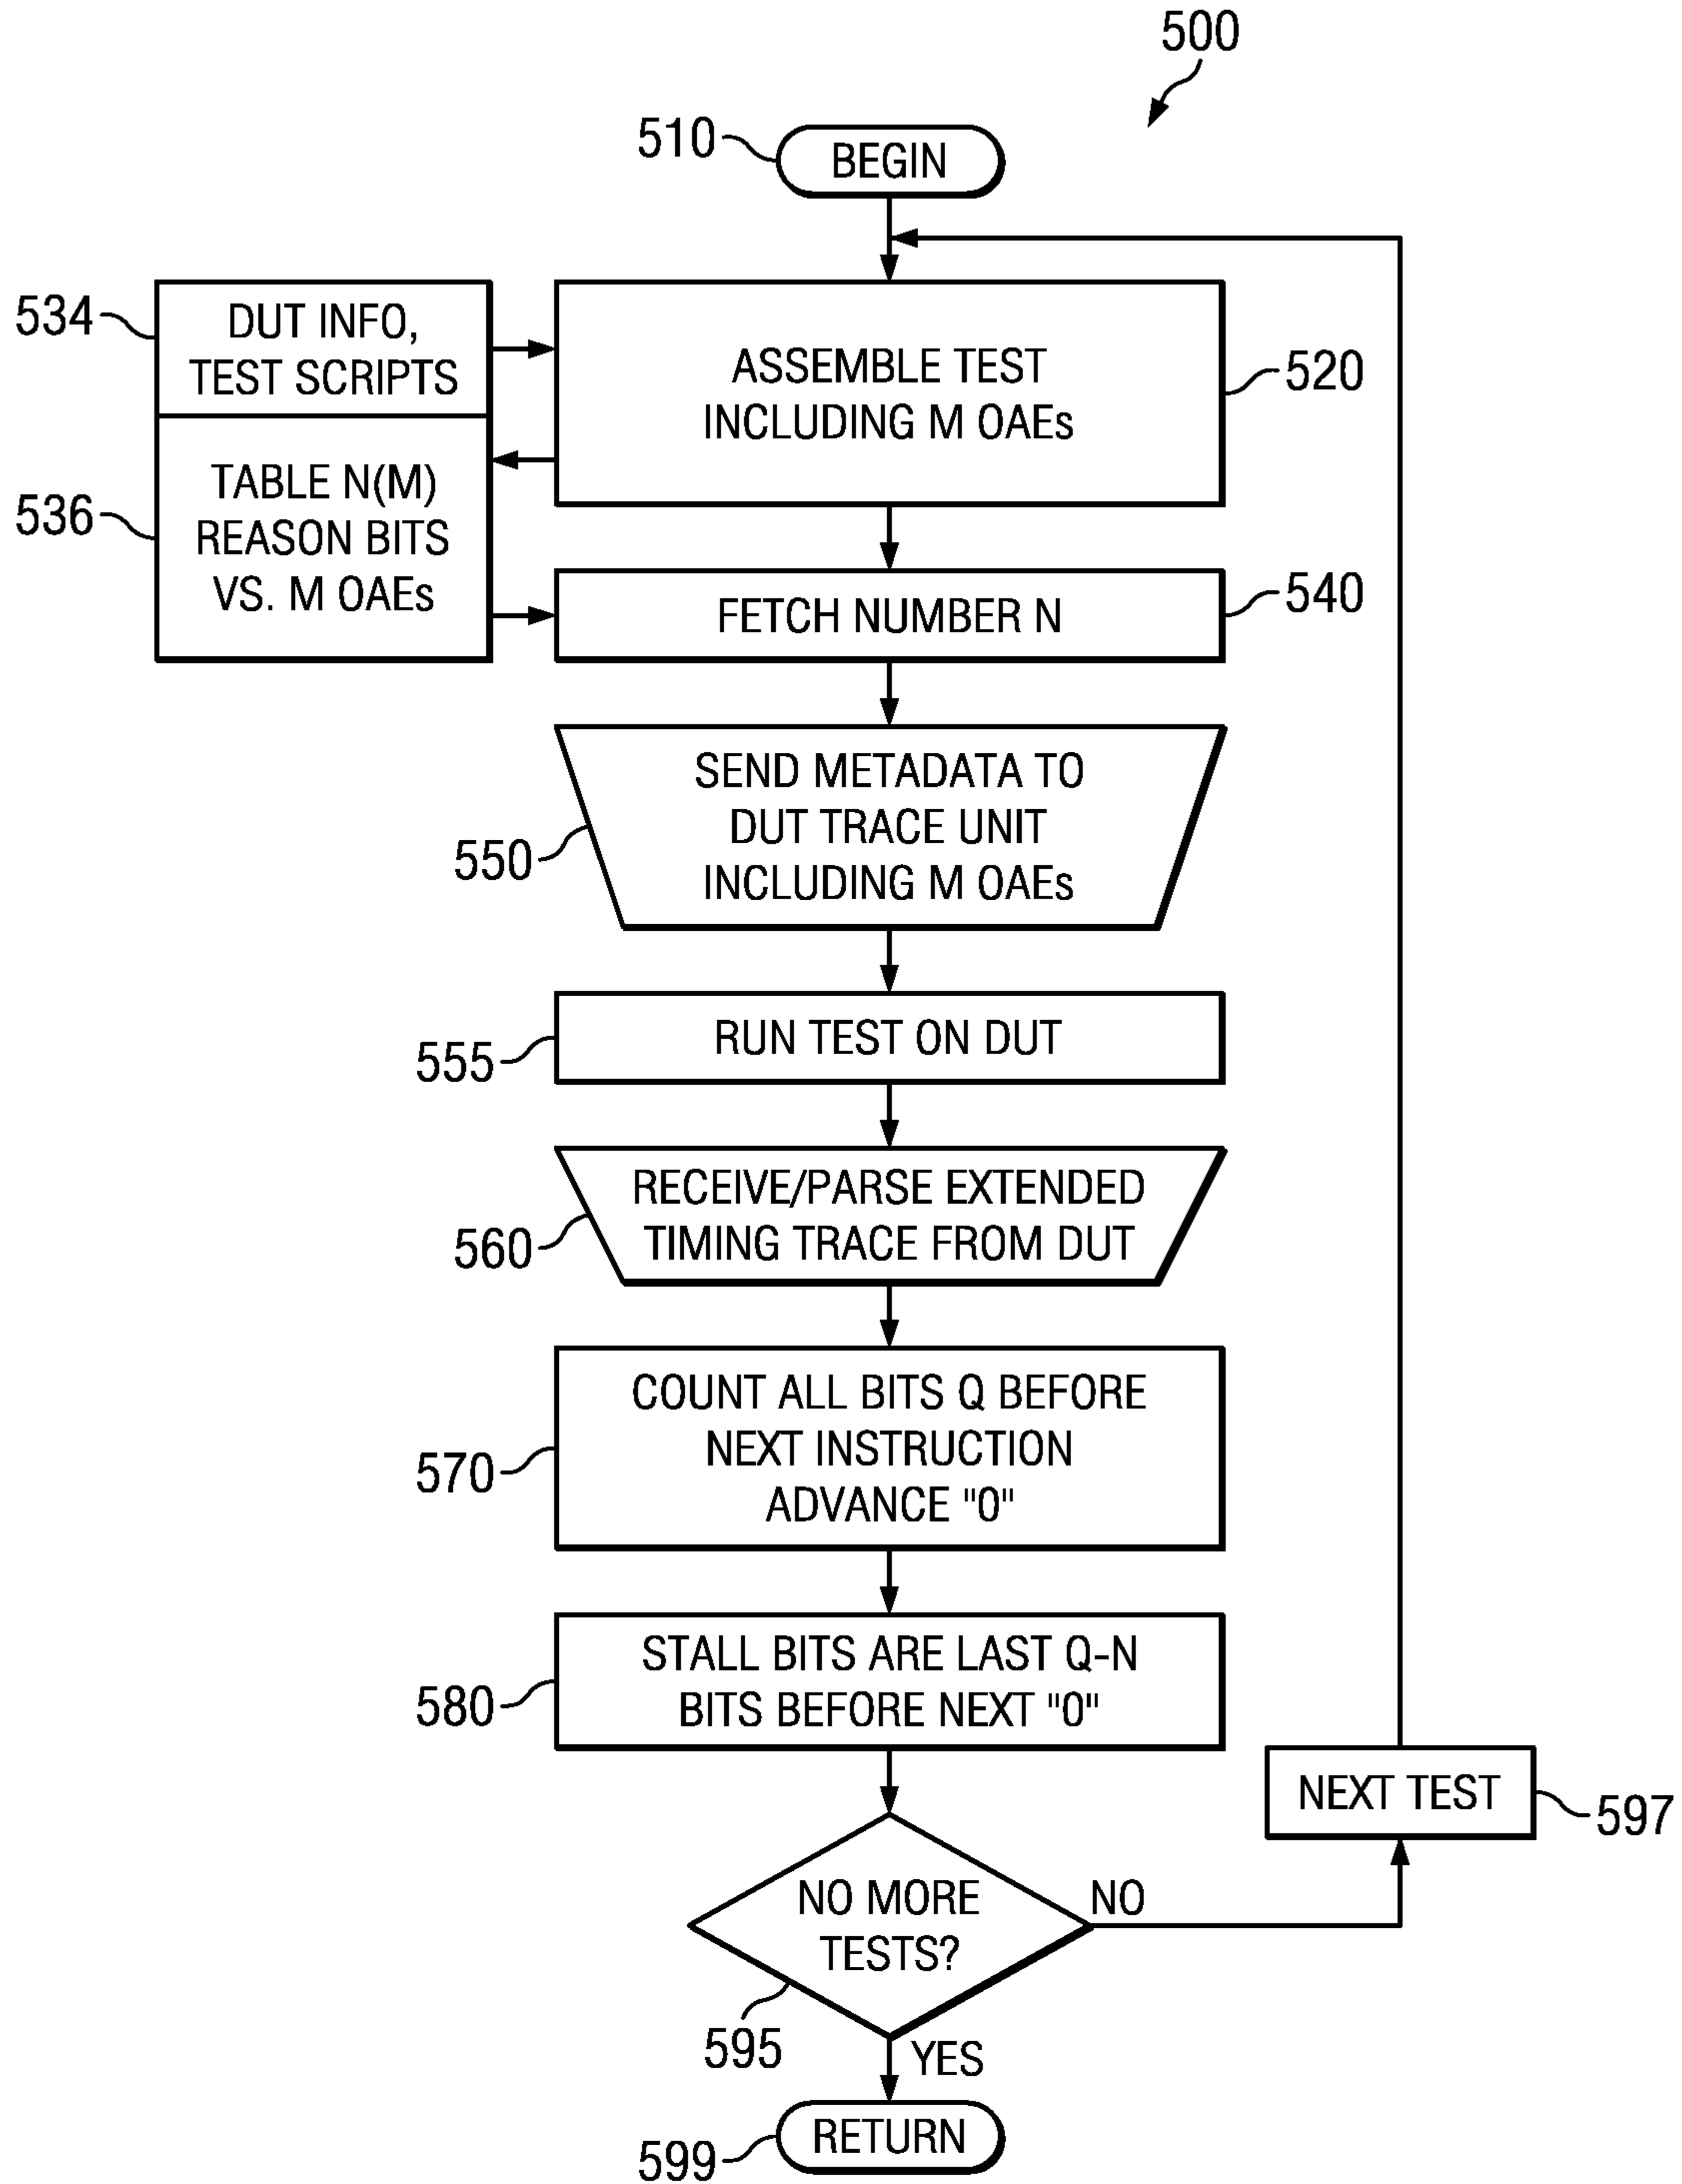 500
510
BEGIN
534
DUT INFO,
TEST SCRIPTS
ASSEMBLE TEST
INCLUDING M OAEs
520
536
TABLE N(M)
REASON BITS
VS. M OAEs
FETCH NUMBER N
540
SEND METADATA TO
DUT TRACE UNIT
INCLUDING M OAEs
550
RUN TEST ON DUT
555
RECEIVE/PARSE EXTENDED
TIMING TRACE FROM DUT
560
COUNT ALL BITS Q BEFORE
NEXT INSTRUCTION
ADVANCE "0"
570
STALL BITS ARE LAST Q-N
BITS BEFORE NEXT "0"
580
NEXT TEST
597
NO MORE
TESTS?
NO
595
YES
RETURN
599